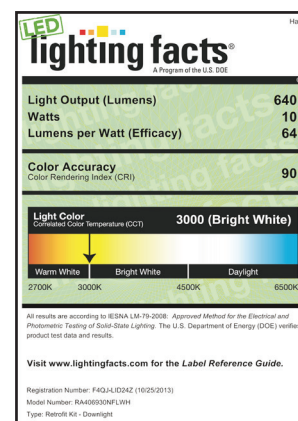 Ha
LED
lighting facts®
A Program of the U.S. DOE
Light Output (Lumens) 640
Watts 10
Lumens per Watt (Efficacy) 64
Color Accuracy
Color Rendering Index (CRI) 90
Light Color
Correlated Color Temperature (CCT) 3000 (Bright White)
Warm White Bright White Daylight
2700K 3000K 4500K 6500K
All results are according to IESNA LM-79-2008: Approved Method for the Electrical and
Photometric Testing of Solid-State Lighting. The U.S. Department of Energy (DOE) verifie
product test data and results.
Visit www.lightingfacts.com for the Label Reference Guide.
Registration Number: F4QJ-LID24Z (10/25/2013)
Model Number: RA406930NFLWH
Type: Retrofit Kit - Downlight